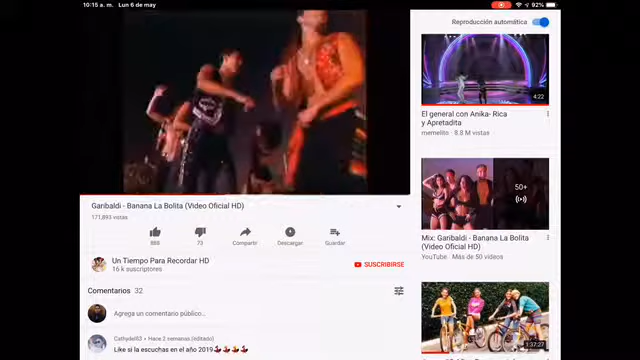 10:15 a. m. Lun 6 de may
92%
Reproducción automática
4:22
El general con Anika- Rica
y Apretadita
memelito · 8.8 M vistas
Garibaldi - Banana La Bolita (Video Oficial HD)
171,893 vistas
888
73
Compartir
Descargar
Guardar
50+
Mix: Garibaldi - Banana La Bolita
(Video Oficial HD)
YouTube · Más de 50 videos
Un Tiempo Para Recordar HD
16 k suscriptores
SUSCRIBIRSE
Comentarios 32
Agrega un comentario público...
Hace 2 semanas (editado)
Like si la escuchas en el año 2019
1:37:27